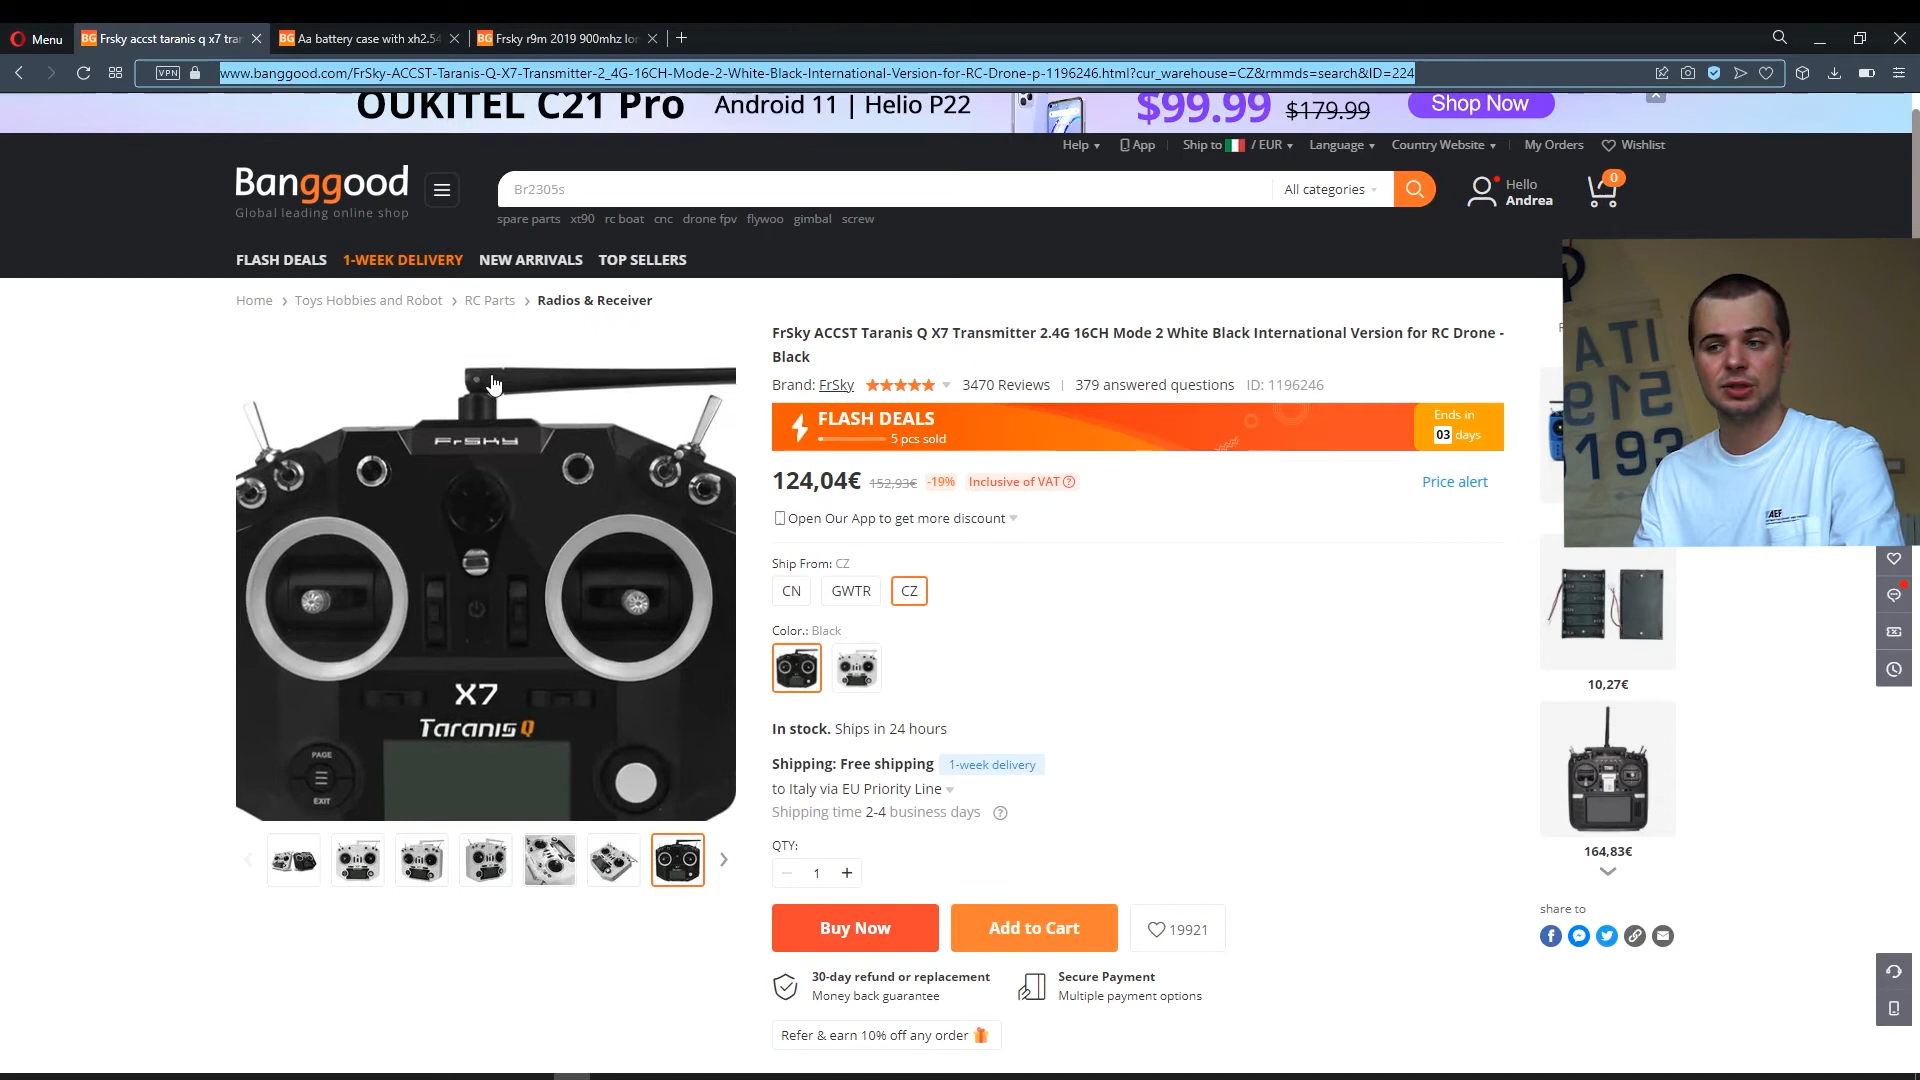 Menu
Frsky accst taranis q x7 tra
Aa battery case with xh2.54
Frsky r9m 2019 900mhz lo
VPN
www.banggood.com/FrSky-ACCST-Taranis-Q-X7-Transmitter-2_4G-16CH-Mode-2-White-Black-International-Version-for-RC-Drone-p-1196246.html?cur_warehouse=CZ&rmmds=search&ID=224
OUKITEL C21 Pro Android 11 | Helio P22 $99.99 $179.99 Shop Now
Help App Ship to / EUR Language Country Website My Orders Wishlist
Banggood
Global leading online shop
Br2305s
All categories
Hello
Andrea
0
spare parts xt90 rc boat cnc drone fpv flywoo gimbal screw
FLASH DEALS 1-WEEK DELIVERY NEW ARRIVALS TOP SELLERS
Home > Toys Hobbies and Robot > RC Parts > Radios & Receiver
FrSky ACCST Taranis Q X7 Transmitter 2.4G 16CH Mode 2 White Black International Version for RC Drone -
Black
Brand: FrSky 3470 Reviews | 379 answered questions ID: 1196246
FLASH DEALS
5 pcs sold
Ends in
03 days
124,04€ 152,93€ -19% Inclusive of VAT
Price alert
Open Our App to get more discount
Ship From: CZ
CN GWTR CZ
Color.: Black
In stock. Ships in 24 hours
Shipping: Free shipping 1-week delivery
to Italy via EU Priority Line
Shipping time 2-4 business days
QTY:
1
Buy Now Add to Cart 19921
30-day refund or replacement
Money back guarantee
Secure Payment
Multiple payment options
Refer & earn 10% off any order
FrSKY
X7
Taranis Q
PAGE
EXIT
10,27€
164,83€
share to
ITA
5195
193